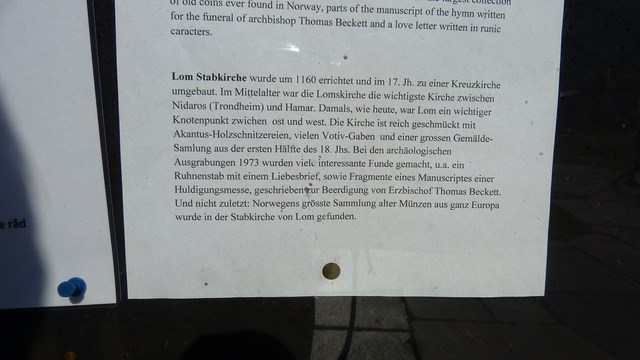 of old coins ever found in Norway, parts of the manuscript of the hymn written
for the funeral of archbishop Thomas Beckett and a love letter written in runic
caracters.
*
Lom Stabkirche wurde um 1160 errichtet und im 17. Jh. zu einer Kreuzkirche
umgebaut. Im Mittelalter war die Lomskirche die wichtigste Kirche zwischen
Nidaros (Trondheim) und Hamar. Damals, wie heute, war Lom ein wichtiger
Knotenpunkt zwichen ost und west. Die Kirche ist reich geschmückt mit
Akantus-Holzschnitzereien, vielen Votiv-Gaben und einer grossen Gemälde-
Samlung aus der ersten Hälfte des 18. Jhs. Bei den archäologischen
Ausgrabungen 1973 wurden viele interessante Funde gemacht, u.a. ein
Ruhnenstab mit einem Liebesbrief, sowie Fragmente eines Manuscriptes einer
Huldigungsmesse, geschrieben zur Beerdigung von Erzbischof Thomas Beckett.
Und nicht zuletzt: Norwegens grösste Sammlung alter Münzen aus ganz Europa
wurde in der Stabkirche von Lom gefunden.
e råd